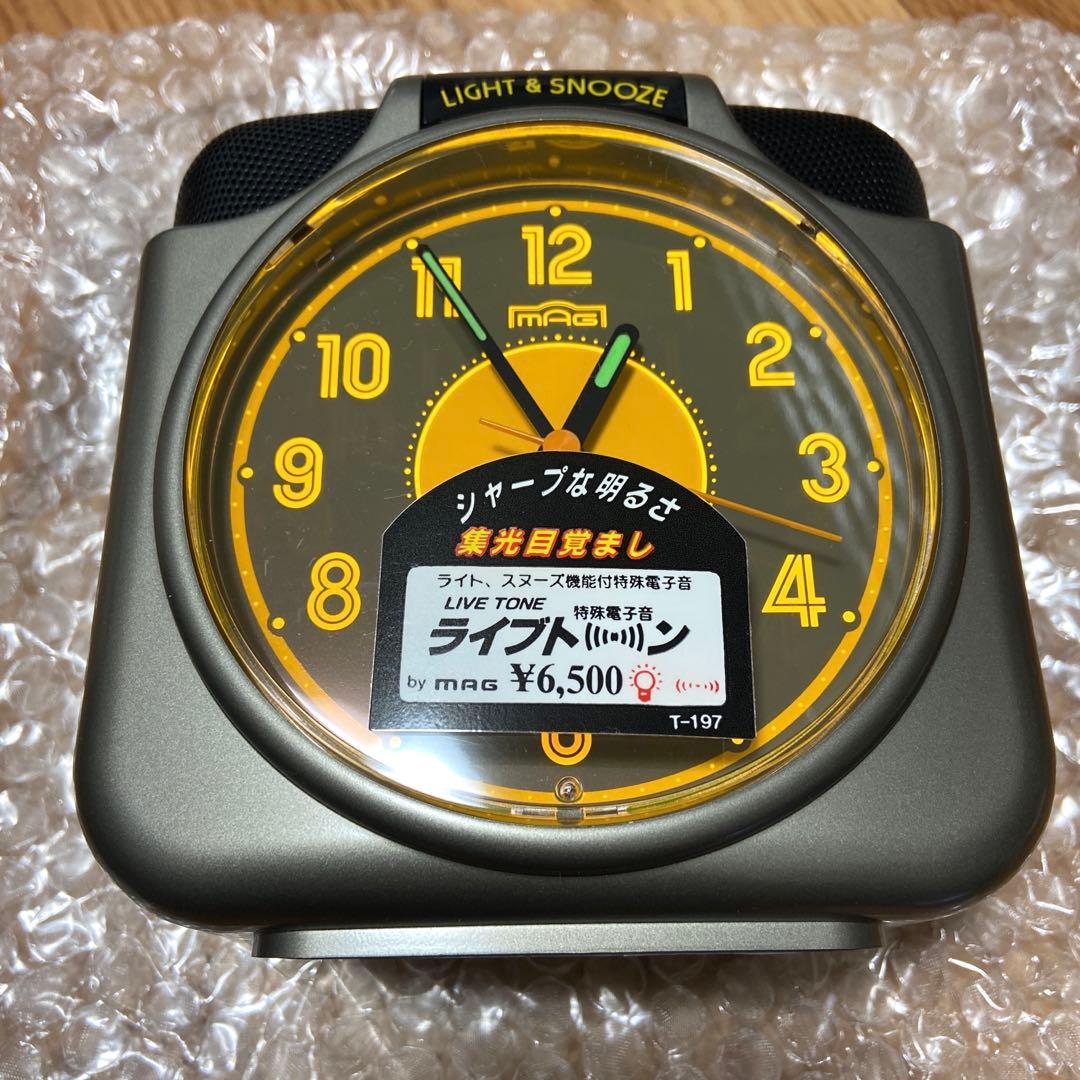 LIGHT & SNOOZE
12
11
1
MAG
10
2
9
3
8
4
シャープな明るさ
集光目覚まし
ライト、スヌーズ機能付特殊電子音
LIVE TONE 特殊電子音
ライブトーン
by MAG ¥6,500
T-197
6